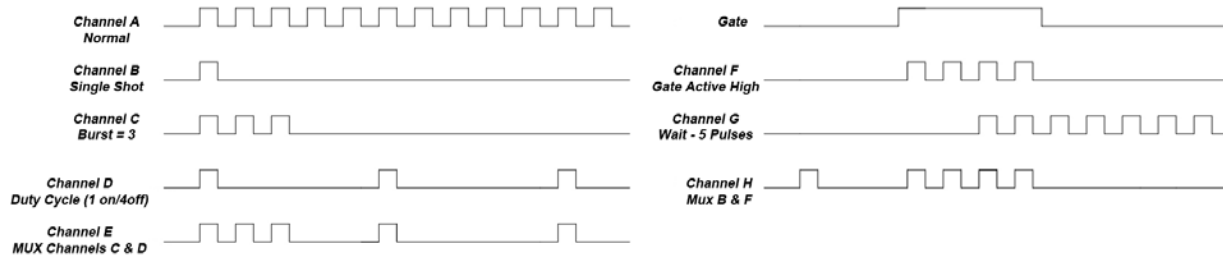 Channel A
Normal
Channel B
Single Shot
Channel C
Burst = 3
Channel D
Duty Cycle (1 on/4off)
Channel E
MUX Channels C & D
Gate
Channel F
Gate Active High
Channel G
Wait - 5 Pulses
Channel H
Mux B & F